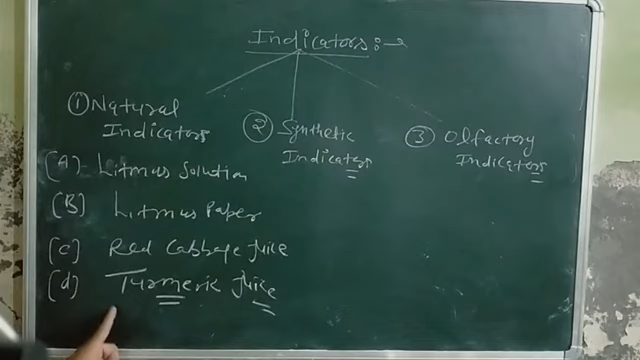 Indicators:→
① Natural Indicators
② Synthetic Indicators
③ Olfactory Indicators
(A) Litmus Solution
(B) Litmus Paper
(C) Red Cabbage Juice
(d) Turmeric Juice